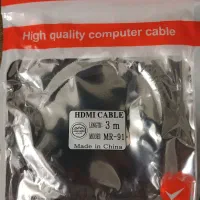 High quality computer cable
HDMI CABLE
LENGTH: 3 m
MODEL: MR-91
Made in China